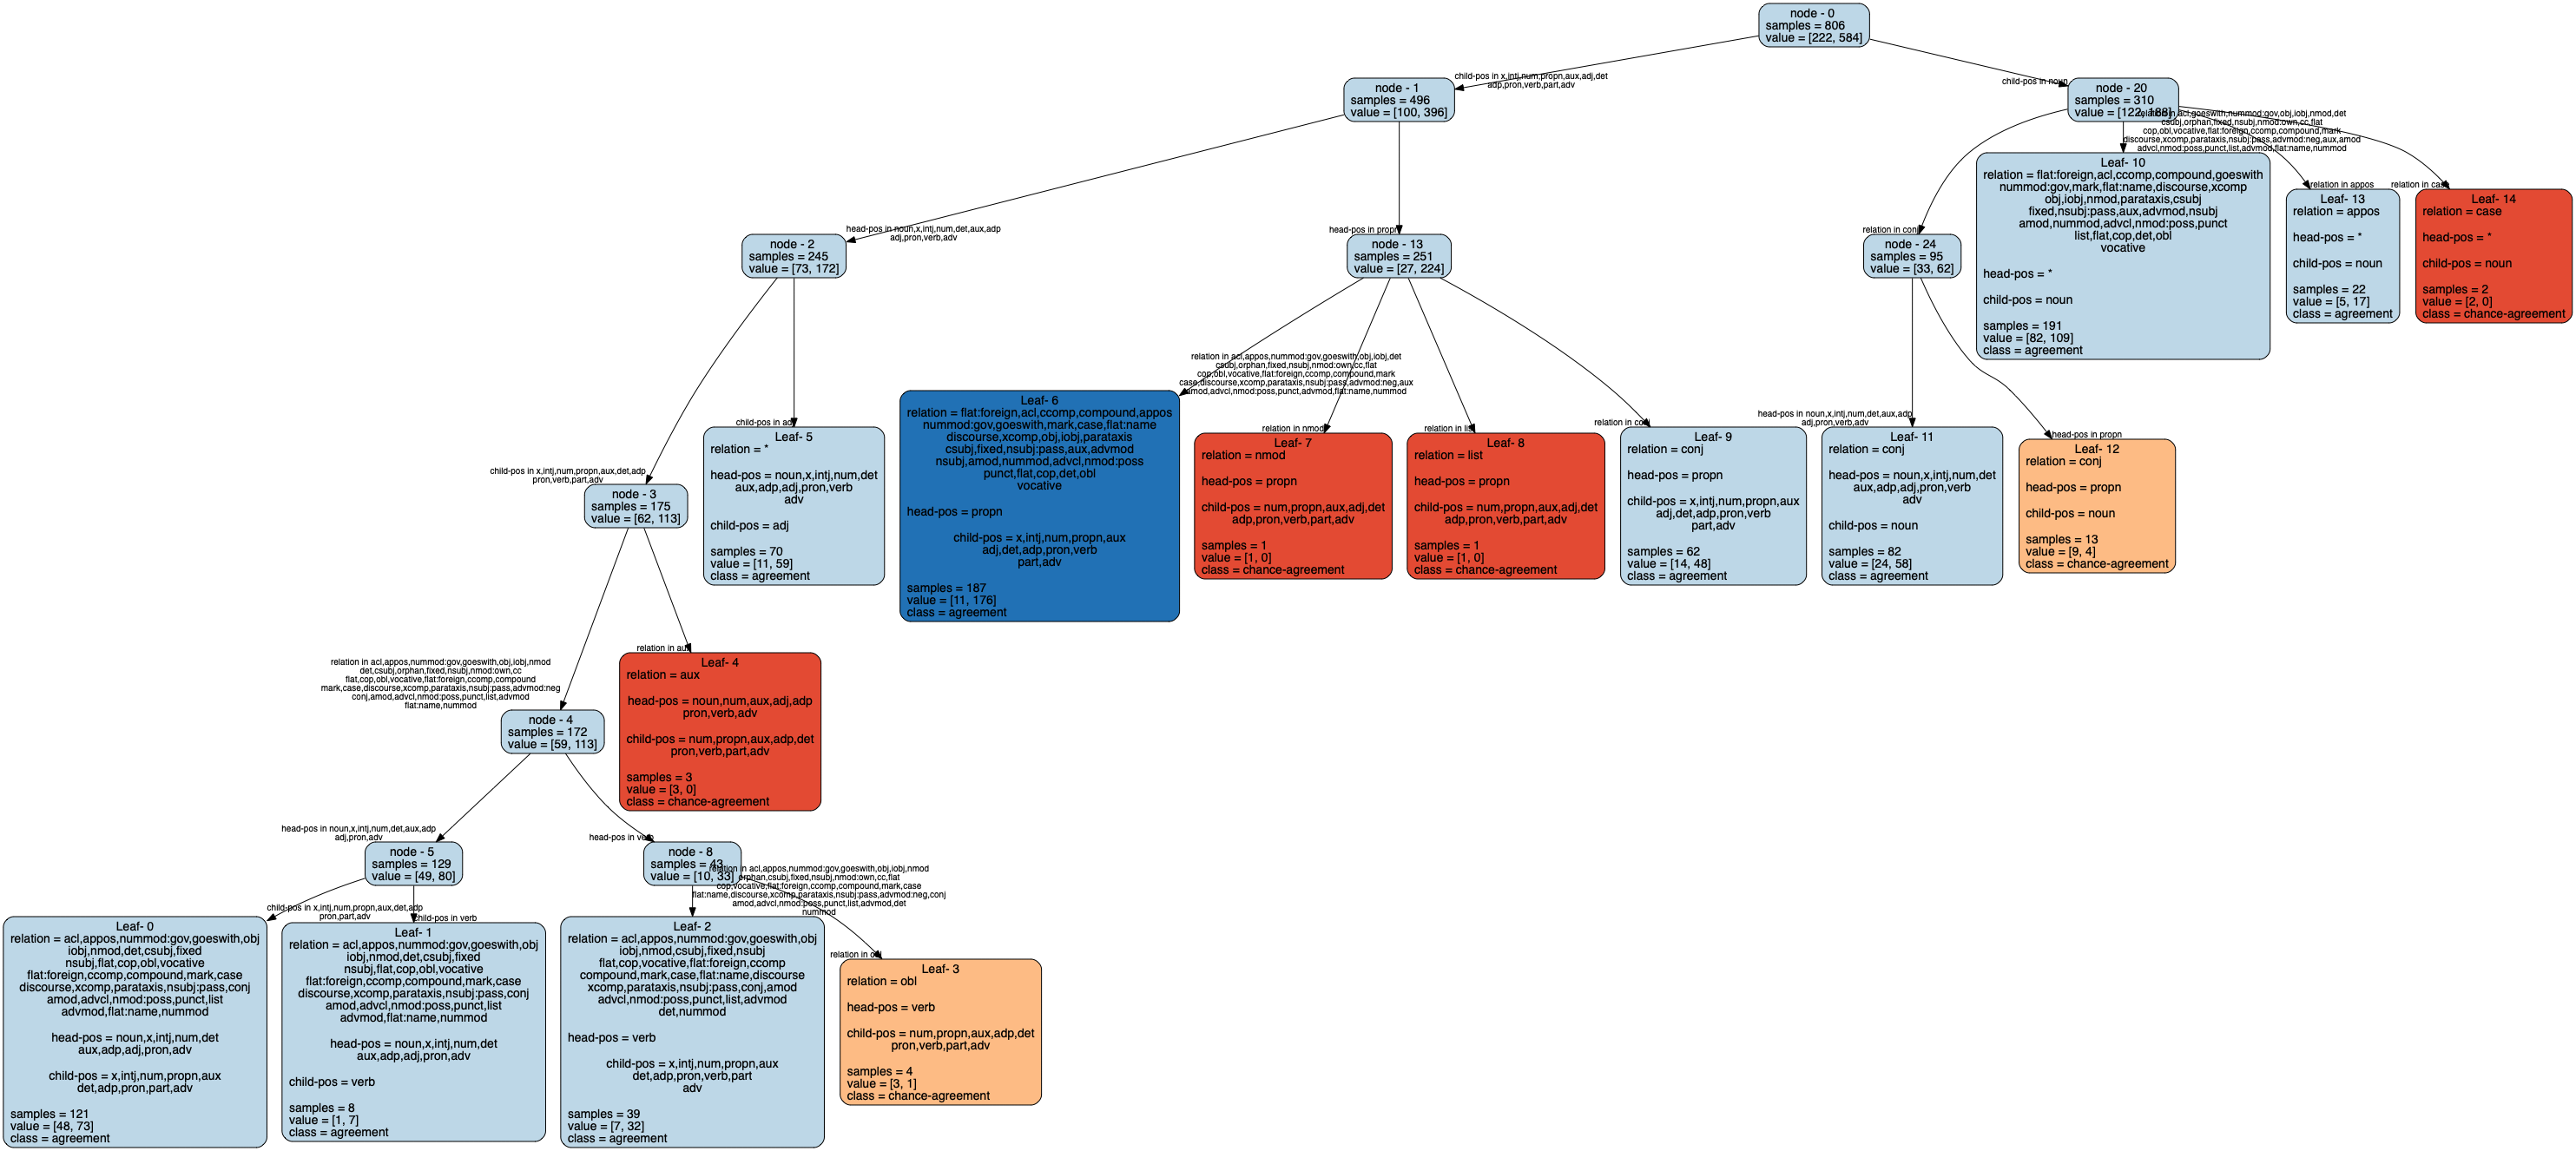 node - 0
samples = 806
value = [222, 584]
child-pos in x,intj,num,propn,aux,adj,det
adp,pron,verb,part,adv
child-pos in noun
node - 1
samples = 496
value = [100, 396]
node - 20
samples = 310
value = [122, 188]
relation in acl,goeswith,nummod:gov,obj,iobj,nmod,det
csubj,orphan,fixed,nsubj,nmod:own,cc,flat
cop,obl,vocative,flat:foreign,ccomp,compound,mark
discourse,xcomp,parataxis,nsubj:pass,advmod:neg,aux,amod
advcl,nmod:poss,punct,list,advmod,flat:name,nummod
Leaf- 10
relation = flat:foreign,acl,ccomp,compound,goeswith
nummod:gov,mark,flat:name,discourse,xcomp
obj,iobj,nmod,parataxis,csubj
fixed,nsubj:pass,aux,advmod,nsubj
amod,nummod,advcl,nmod:poss,punct
list,flat,cop,det,obl
vocative
head-pos = *
child-pos = noun
samples = 191
value = [82, 109]
class = agreement
relation in appos
Leaf- 13
relation = appos
head-pos = *
child-pos = noun
samples = 22
value = [5, 17]
class = agreement
relation in case
Leaf- 14
relation = case
head-pos = *
child-pos = noun
samples = 2
value = [2, 0]
class = chance-agreement
head-pos in noun,x,intj,num,det,aux,adp
adj,pron,verb,adv
node - 2
samples = 245
value = [73, 172]
head-pos in propn
node - 13
samples = 251
value = [27, 224]
relation in conj
node - 24
samples = 95
value = [33, 62]
relation in acl,appos,nummod:gov,goeswith,obj,iobj,det
csubj,orphan,fixed,nsubj,nmod:own,cc,flat
cop,obl,vocative,flat:foreign,ccomp,compound,mark
case,discourse,xcomp,parataxis,nsubj:pass,advmod:neg,aux
amod,advcl,nmod:poss,punct,advmod,flat:name,nummod
child-pos in adj
Leaf- 5
relation = *
head-pos = noun,x,intj,num,det
aux,adp,adj,pron,verb
adv
child-pos = adj
samples = 70
value = [11, 59]
class = agreement
Leaf- 6
relation = flat:foreign,acl,ccomp,compound,appos
nummod:gov,goeswith,mark,case,flat:name
discourse,xcomp,obj,iobj,parataxis
csubj,fixed,nsubj:pass,aux,advmod
nsubj,amod,nummod,advcl,nmod:poss
punct,flat,cop,det,obl
vocative
head-pos = propn
child-pos = x,intj,num,propn,aux
adj,det,adp,pron,verb
part,adv
samples = 187
value = [11, 176]
class = agreement
relation in nmod
Leaf- 7
relation = nmod
head-pos = propn
child-pos = num,propn,aux,adj,det
adp,pron,verb,part,adv
samples = 1
value = [1, 0]
class = chance-agreement
relation in list
Leaf- 8
relation = list
head-pos = propn
child-pos = num,propn,aux,adj,det
adp,pron,verb,part,adv
samples = 1
value = [1, 0]
class = chance-agreement
relation in conj
Leaf- 9
relation = conj
head-pos = propn
child-pos = x,intj,num,propn,aux
adj,det,adp,pron,verb
part,adv
samples = 62
value = [14, 48]
class = agreement
head-pos in noun,x,intj,num,det,aux,adp
adj,pron,verb,adv
Leaf- 11
relation = conj
head-pos = noun,x,intj,num,det
aux,adp,adj,pron,verb
adv
child-pos = noun
samples = 82
value = [24, 58]
class = agreement
head-pos in propn
Leaf- 12
relation = conj
head-pos = propn
child-pos = noun
samples = 13
value = [9, 4]
class = chance-agreement
child-pos in x,intj,num,propn,aux,det,adp
pron,verb,part,adv
node - 3
samples = 175
value = [62, 113]
relation in acl,appos,nummod:gov,goeswith,obj,iobj,nmod
det,csubj,orphan,fixed,nsubj,nmod:own,cc
flat,cop,obl,vocative,flat:foreign,ccomp,compound
mark,case,discourse,xcomp,parataxis,nsubj:pass,advmod:neg
conj,amod,advcl,nmod:poss,punct,list,advmod
flat:name,nummod
node - 4
samples = 172
value = [59, 113]
relation in aux
Leaf- 4
relation = aux
head-pos = noun,num,aux,adj,adp
pron,verb,adv
child-pos = num,propn,aux,adp,det
pron,verb,part,adv
samples = 3
value = [3, 0]
class = chance-agreement
head-pos in noun,x,intj,num,det,aux,adp
adj,pron,adv
node - 5
samples = 129
value = [49, 80]
head-pos in verb
node - 8
samples = 43
value = [10, 33]
relation in acl,appos,nummod:gov,goeswith,obj,iobj,nmod
orphan,csubj,fixed,nsubj,nmod:own,cc,flat
cop,vocative,flat:foreign,ccomp,compound,mark,case
flat:name,discourse,xcomp,parataxis,nsubj:pass,advmod:neg,conj
amod,advcl,nmod:poss,punct,list,advmod,det
nummod
child-pos in x,intj,num,propn,aux,det,adp
pron,part,adv
Leaf- 0
relation = acl,appos,nummod:gov,goeswith,obj
iobj,nmod,det,csubj,fixed
nsubj,flat,cop,obl,vocative
flat:foreign,ccomp,compound,mark,case
discourse,xcomp,parataxis,nsubj:pass,conj
amod,advcl,nmod:poss,punct,list
advmod,flat:name,nummod
head-pos = noun,x,intj,num,det
aux,adp,adj,pron,adv
child-pos = x,intj,num,propn,aux
det,adp,pron,part,adv
samples = 121
value = [48, 73]
class = agreement
child-pos in verb
Leaf- 1
relation = acl,appos,nummod:gov,goeswith,obj
iobj,nmod,det,csubj,fixed
nsubj,flat,cop,obl,vocative
flat:foreign,ccomp,compound,mark,case
discourse,xcomp,parataxis,nsubj:pass,conj
amod,advcl,nmod:poss,punct,list
advmod,flat:name,nummod
head-pos = noun,x,intj,num,det
aux,adp,adj,pron,adv
child-pos = verb
samples = 8
value = [1, 7]
class = agreement
Leaf- 2
relation = acl,appos,nummod:gov,goeswith,obj
iobj,nmod,csubj,fixed,nsubj
flat,cop,vocative,flat:foreign,ccomp
compound,mark,case,flat:name,discourse
xcomp,parataxis,nsubj:pass,conj,amod
advcl,nmod:poss,punct,list,advmod
det,nummod
head-pos = verb
child-pos = x,intj,num,propn,aux
det,adp,pron,verb,part
adv
samples = 39
value = [7, 32]
class = agreement
relation in obl
Leaf- 3
relation = obl
head-pos = verb
child-pos = num,propn,aux,adp,det
pron,verb,part,adv
samples = 4
value = [3, 1]
class = chance-agreement